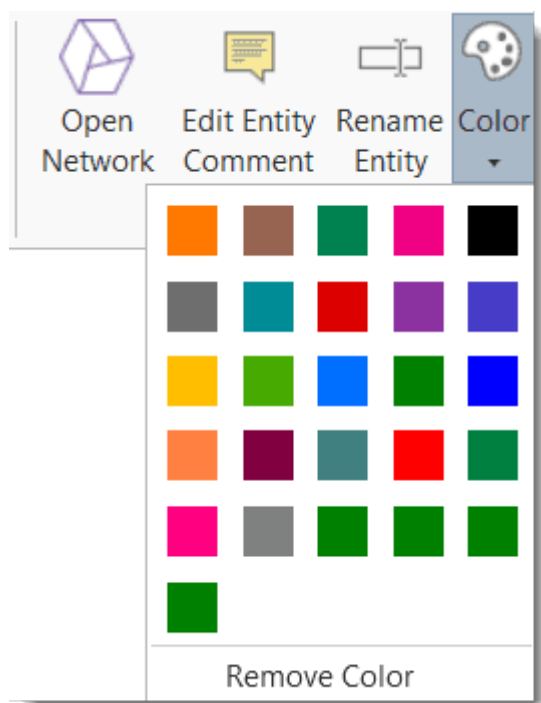 Open Network
Edit Entity Comment
Rename Entity
Color
Remove Color